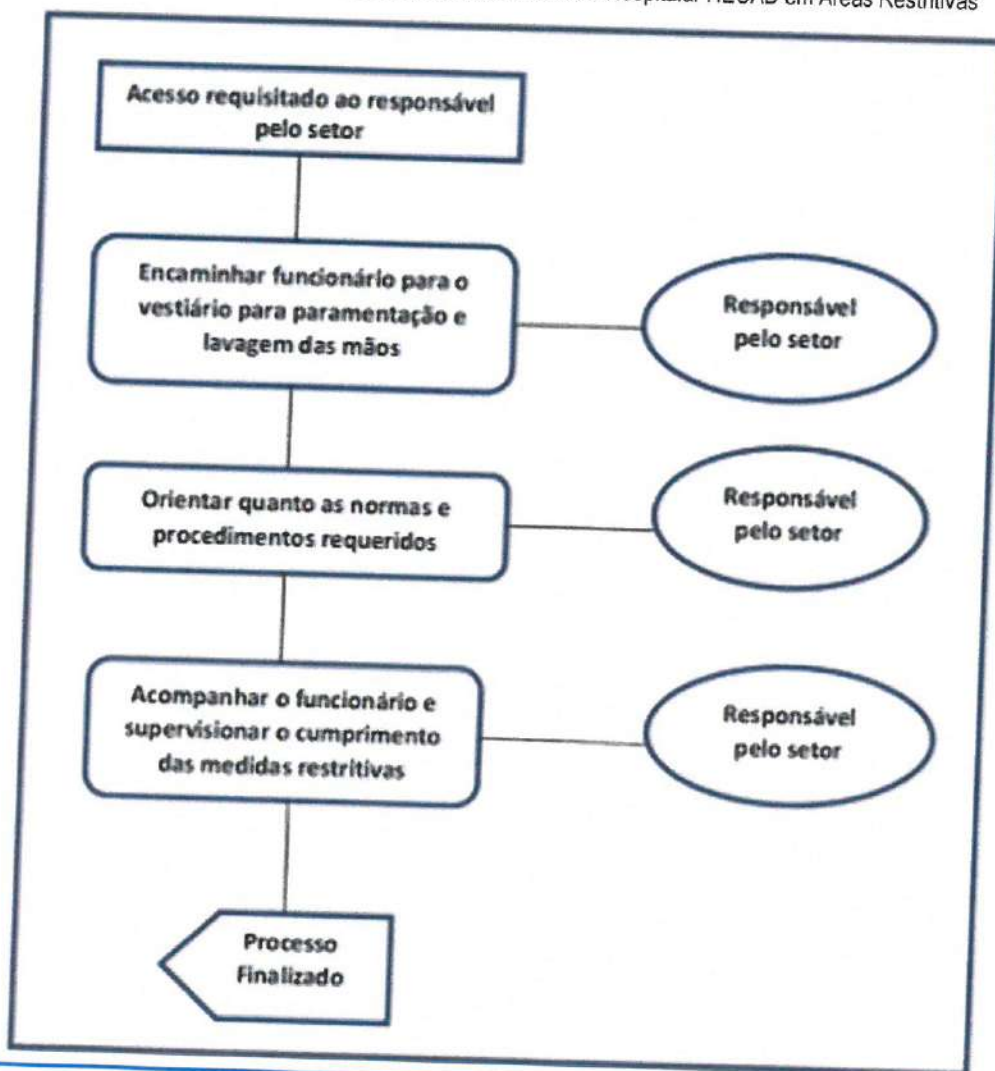 em Áreas Restritivas
Acesso requisitado ao responsável
pelo setor
Encaminhar funcionário para o
vestiário para paramentação e
lavagem das mãos
Responsável
pelo setor
Orientar quanto as normas e
procedimentos requeridos
Responsável
pelo setor
Acompanhar o funcionário e
supervisionar o cumprimento
das medidas restritivas
Responsável
pelo setor
Processo
Finalizado